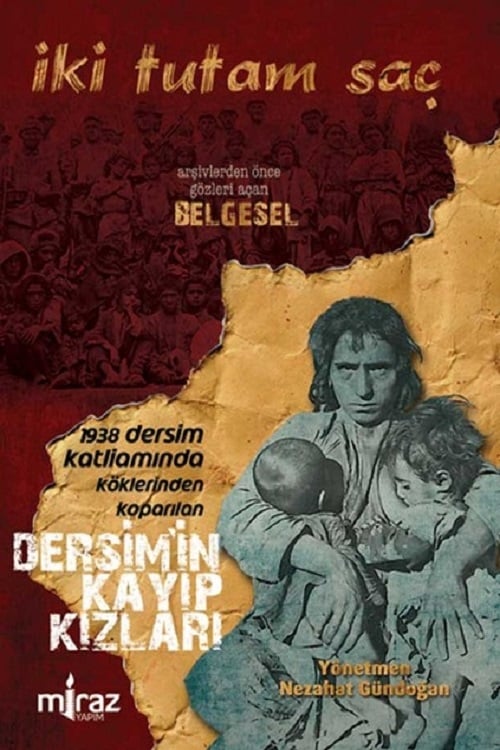 iki tutam saç
arşivlerden önce
gözleri açan
BELGESEL
1938 dersim
katliamında
köklerinden
koparılan
DERSİM'İN
KAYIP
KIZLARI
Yönetmen
Nezahat Gündoğan
miraz
YAPIM